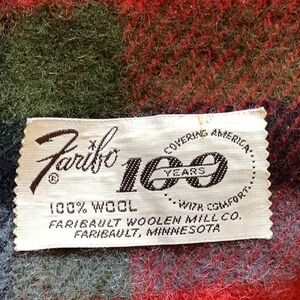 Faribo ®
COVERING AMERICA
100
YEARS
WITH COMFORT
100% WOOL
FARIBAULT WOOLEN MILL CO.
FARIBAULT, MINNESOTA